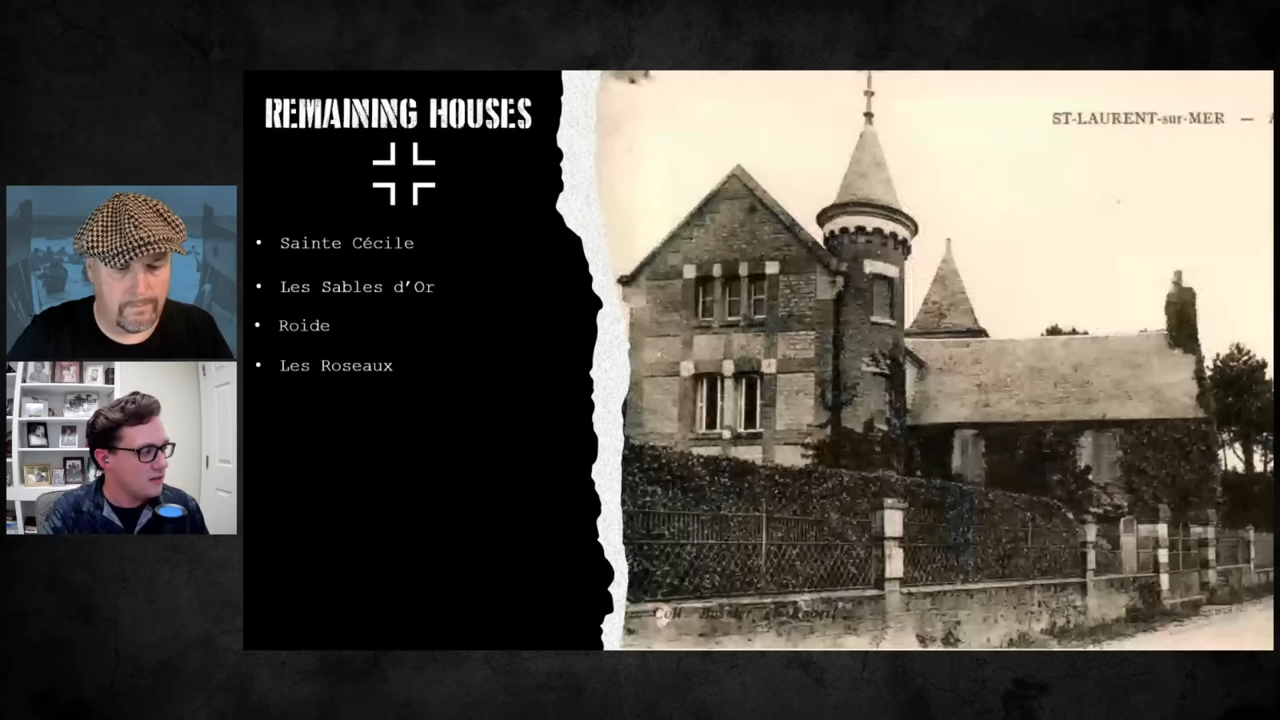 REMAINING HOUSES
• Sainte Cécile
• Les Sables d’Or
• Roide
• Les Roseaux
ST-LAURENT-sur-MER —